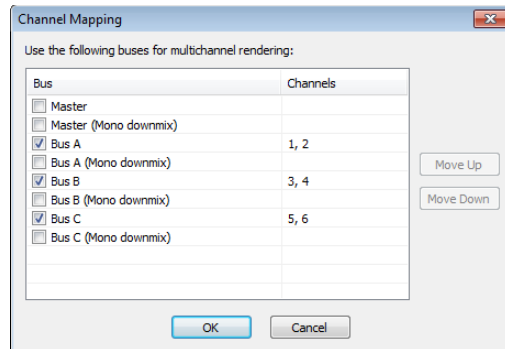 Channel Mapping
Use the following buses for multichannel rendering:
Bus Channels
Master
Master (Mono downmix)
Bus A 1, 2
Bus A (Mono downmix)
Bus B 3, 4
Bus B (Mono downmix)
Bus C 5, 6
Bus C (Mono downmix)
Move Up
Move Down
OK Cancel